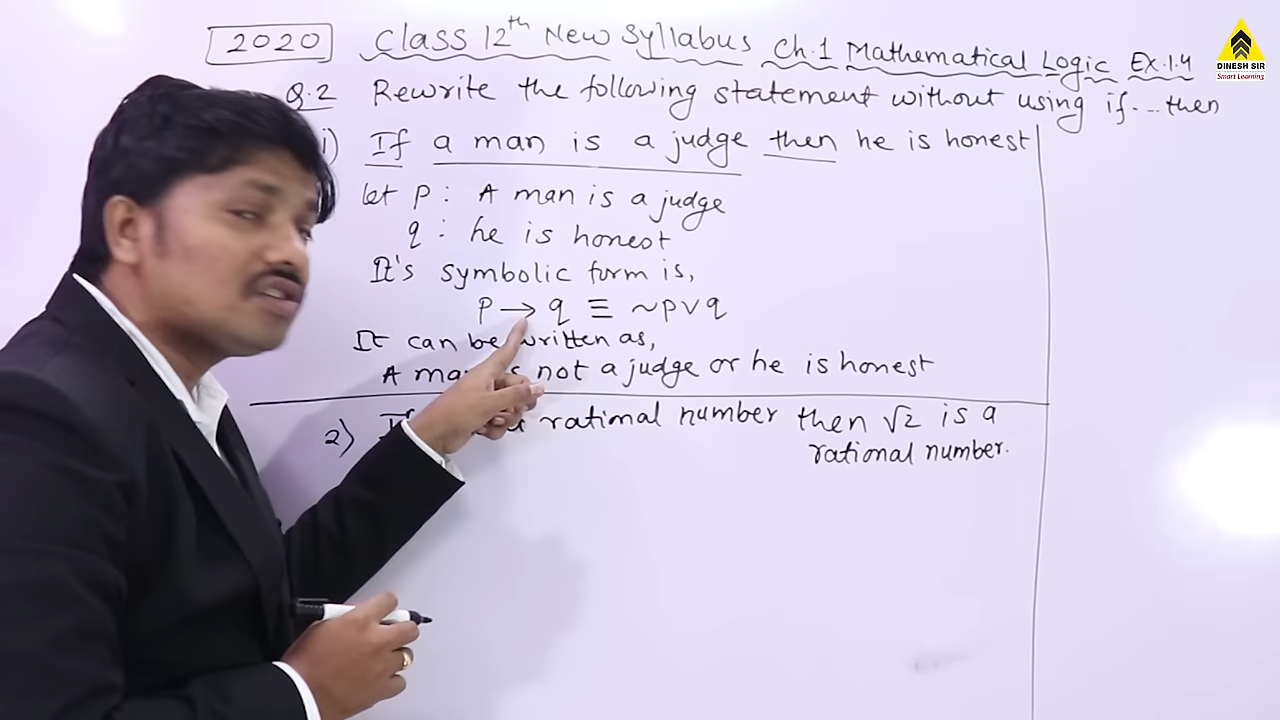 2020 Class 12th New Syllabus Ch.1 Mathematical Logic Ex.1.4
DINESH SIR
Smart Learning
Q.2 Rewrite the following statement without using if....then
i) If a man is a judge then he is honest
let p : A man is a judge
q : he is honest
It's symbolic form is,
p → q ≡ ~p∨q
It can be written as,
A man is not a judge or he is honest
2) If rational number then √2 is a
rational number.